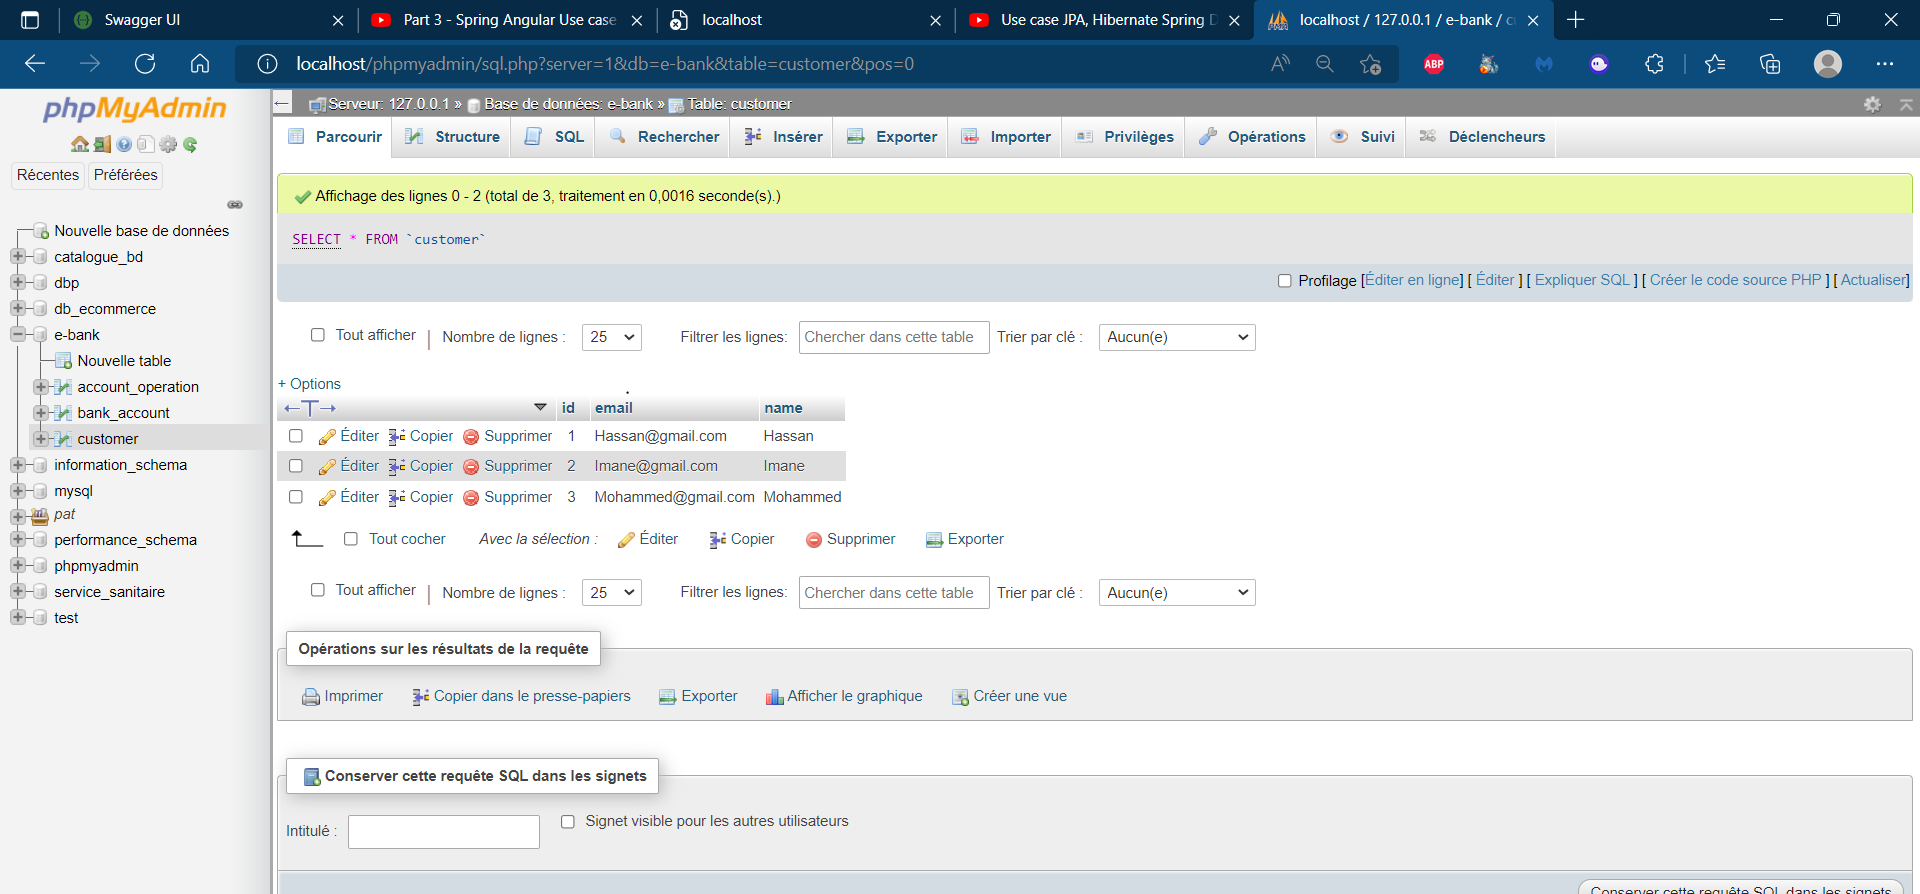 Swagger UI
Part 3 - Spring Angular Use case
localhost
Use case JPA, Hibernate Spring D
localhost / 127.0.0.1 / e-bank / cu
localhost/phpmyadmin/sql.php?server=1&db=e-bank&table=customer&pos=0
ABP
phpMyAdmin
Récentes
Préférées
Nouvelle base de données
catalogue_bd
dbp
db_ecommerce
e-bank
Nouvelle table
account_operation
bank_account
customer
information_schema
mysql
pat
performance_schema
phpmyadmin
service_sanitaire
test
Serveur: 127.0.0.1 » Base de données: e-bank » Table: customer
Parcourir
Structure
SQL
Rechercher
Insérer
Exporter
Importer
Privilèges
Opérations
Suivi
Déclencheurs
Affichage des lignes 0 - 2 (total de 3, traitement en 0,0016 seconde(s).)
SELECT * FROM `customer`
Profilage [Éditer en ligne] [ Éditer ] [ Expliquer SQL ] [ Créer le code source PHP ] [ Actualiser]
Tout afficher | Nombre de lignes : 25 Filtrer les lignes: Chercher dans cette table Trier par clé : Aucun(e)
+ Options
←T→ id email name
Éditer Copier Supprimer 1 Hassan@gmail.com Hassan
Éditer Copier Supprimer 2 Imane@gmail.com Imane
Éditer Copier Supprimer 3 Mohammed@gmail.com Mohammed
Tout cocher Avec la sélection : Éditer Copier Supprimer Exporter
Tout afficher | Nombre de lignes : 25 Filtrer les lignes: Chercher dans cette table Trier par clé : Aucun(e)
Opérations sur les résultats de la requête
Imprimer Copier dans le presse-papiers Exporter Afficher le graphique Créer une vue
Conserver cette requête SQL dans les signets
Intitulé : Signet visible pour les autres utilisateurs
Conserver cette requête SQL dans les signets